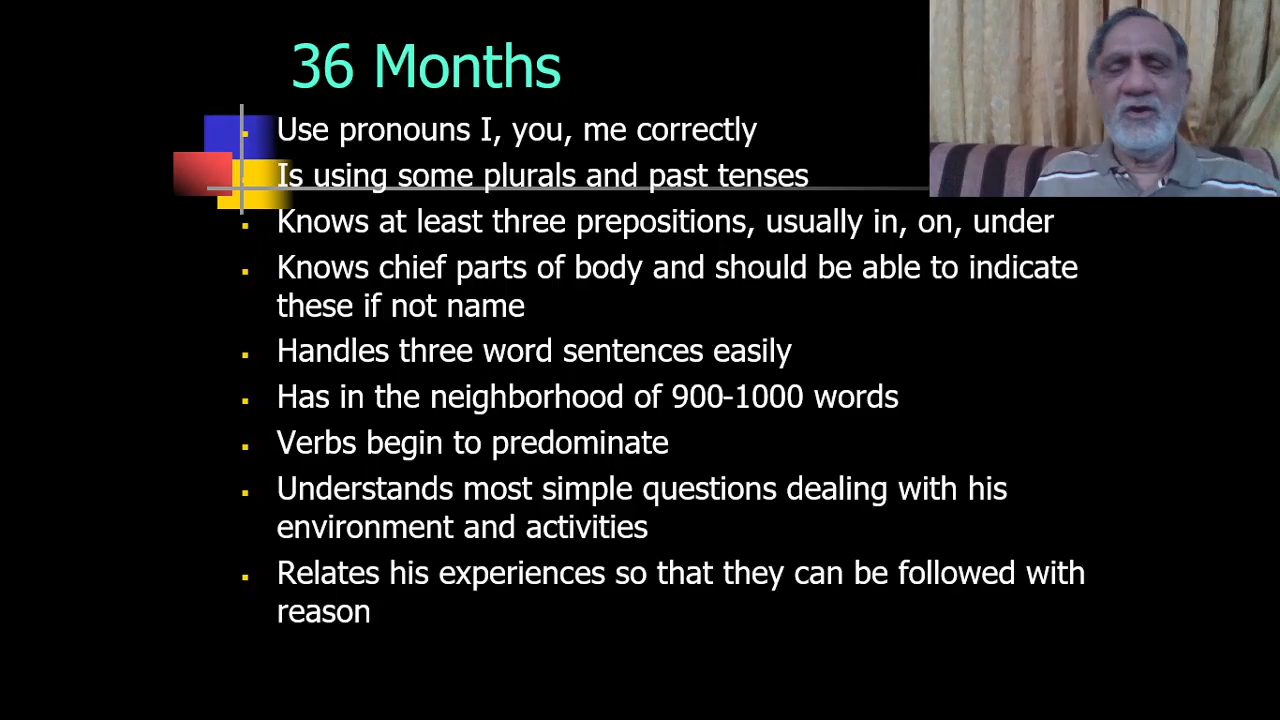 36 Months
Use pronouns I, you, me correctly
Is using some plurals and past tenses
Knows at least three prepositions, usually in, on, under
Knows chief parts of body and should be able to indicate
these if not name
Handles three word sentences easily
Has in the neighborhood of 900-1000 words
Verbs begin to predominate
Understands most simple questions dealing with his
environment and activities
Relates his experiences so that they can be followed with
reason